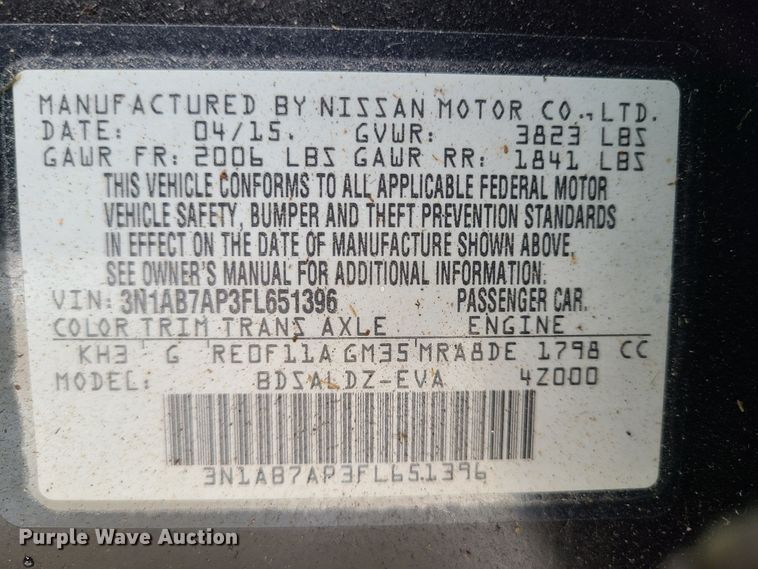 MANUFACTURED BY NISSAN MOTOR CO., LTD.
DATE: 04/15. GVWR: 3823 LBS
GAWR FR: 2006 LBS GAWR RR: 1841 LBS
THIS VEHICLE CONFORMS TO ALL APPLICABLE FEDERAL MOTOR
VEHICLE SAFETY, BUMPER AND THEFT PREVENTION STANDARDS
IN EFFECT ON THE DATE OF MANUFACTURE SHOWN ABOVE,
SEE OWNER'S MANUAL FOR ADDITIONAL INFORMATION.
VIN: 3N1AB7AP3FL651396 PASSENGER CAR.
COLOR TRIM TRANS AXLE ENGINE
KH3 G RE0F11A GM35 MRA8DE 1798 CC
MODEL: BDSALDZ-EVA 4Z000
3N1AB7AP3FL651396
Purple Wave Auction